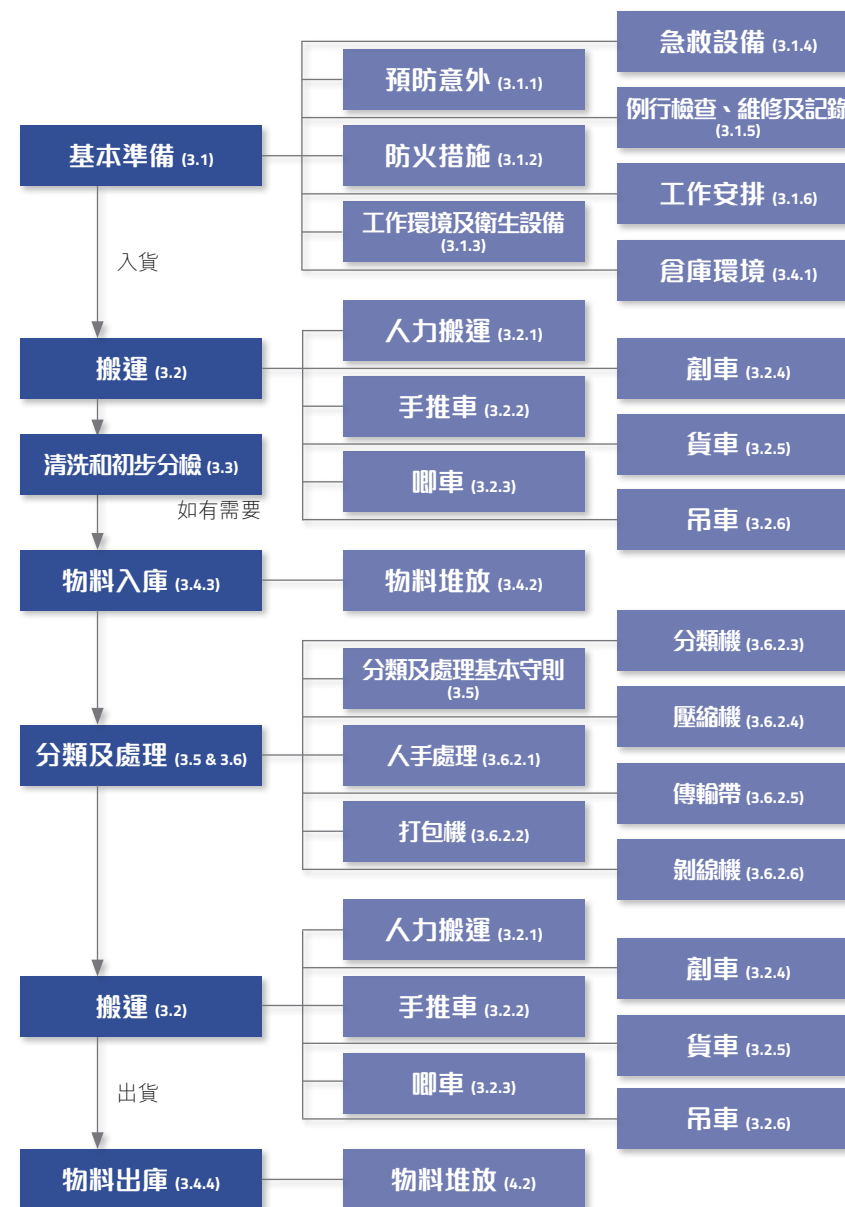 急救設備 (3.1.4)
預防意外 (3.1.1)
例行檢查、維修及記錄
(3.1.5)
基本準備 (3.1)
防火措施 (3.1.2)
工作安排 (3.1.6)
工作環境及衛生設備
(3.1.3)
入貨
倉庫環境 (3.4.1)
人力搬運 (3.2.1)
搬運 (3.2)
剷車 (3.2.4)
手推車 (3.2.2)
貨車 (3.2.5)
清洗和初步分檢 (3.3)
唧車 (3.2.3)
如有需要
吊車 (3.2.6)
物料入庫 (3.4.3)
物料堆放 (3.4.2)
分類機 (3.6.2.3)
分類及處理基本守則
(3.5)
壓縮機 (3.6.2.4)
分類及處理 (3.5 & 3.6)
人手處理 (3.6.2.1)
傳輸帶 (3.6.2.5)
打包機 (3.6.2.2)
剝線機 (3.6.2.6)
人力搬運 (3.2.1)
剷車 (3.2.4)
搬運 (3.2)
手推車 (3.2.2)
貨車 (3.2.5)
唧車 (3.2.3)
出貨
吊車 (3.2.6)
物料出庫 (3.4.4)
物料堆放 (4.2)